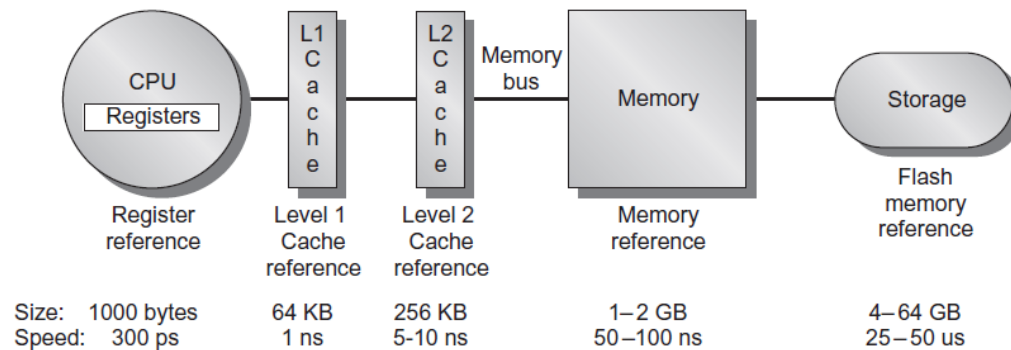 CPU
Registers
L1
C
a
c
h
e
L2
C
a
c
h
e
Memory
bus
Memory
Storage
Register
reference
Level 1
Cache
reference
Level 2
Cache
reference
Memory
reference
Flash
memory
reference
Size: 1000 bytes 64 KB 256 KB 1–2 GB 4–64 GB
Speed: 300 ps 1 ns 5-10 ns 50–100 ns 25–50 us